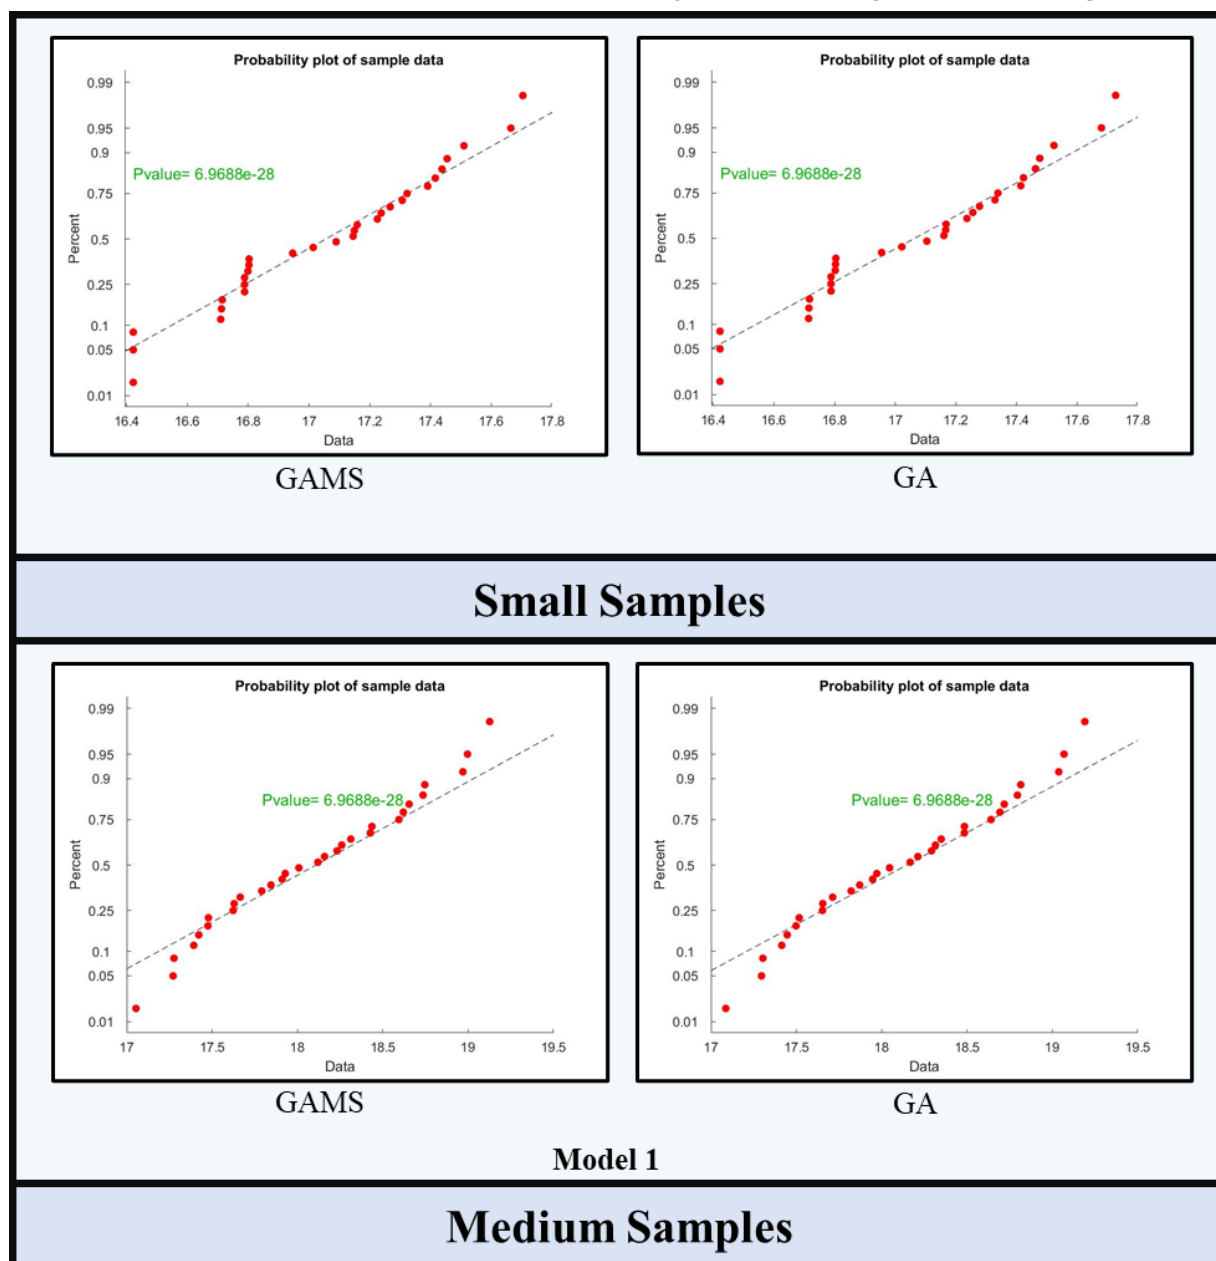 Probability plot of sample data
0.99
0.95
0.9
Pvalue= 6.9688e-28
0.75
0.5
0.25
0.1
0.05
0.01
Percent
16.4 16.6 16.8 17 17.2 17.4 17.6 17.8
Data
GAMS
Probability plot of sample data
0.99
0.95
0.9
Pvalue= 6.9688e-28
0.75
0.5
0.25
0.1
0.05
0.01
Percent
16.4 16.6 16.8 17 17.2 17.4 17.6 17.8
Data
GA
Small Samples
Probability plot of sample data
0.99
0.95
0.9
Pvalue= 6.9688e-28
0.75
0.5
0.25
0.1
0.05
0.01
Percent
17 17.5 18 18.5 19 19.5
Data
GAMS
Probability plot of sample data
0.99
0.95
0.9
Pvalue= 6.9688e-28
0.75
0.5
0.25
0.1
0.05
0.01
Percent
17 17.5 18 18.5 19 19.5
Data
GA
Model 1
Medium Samples